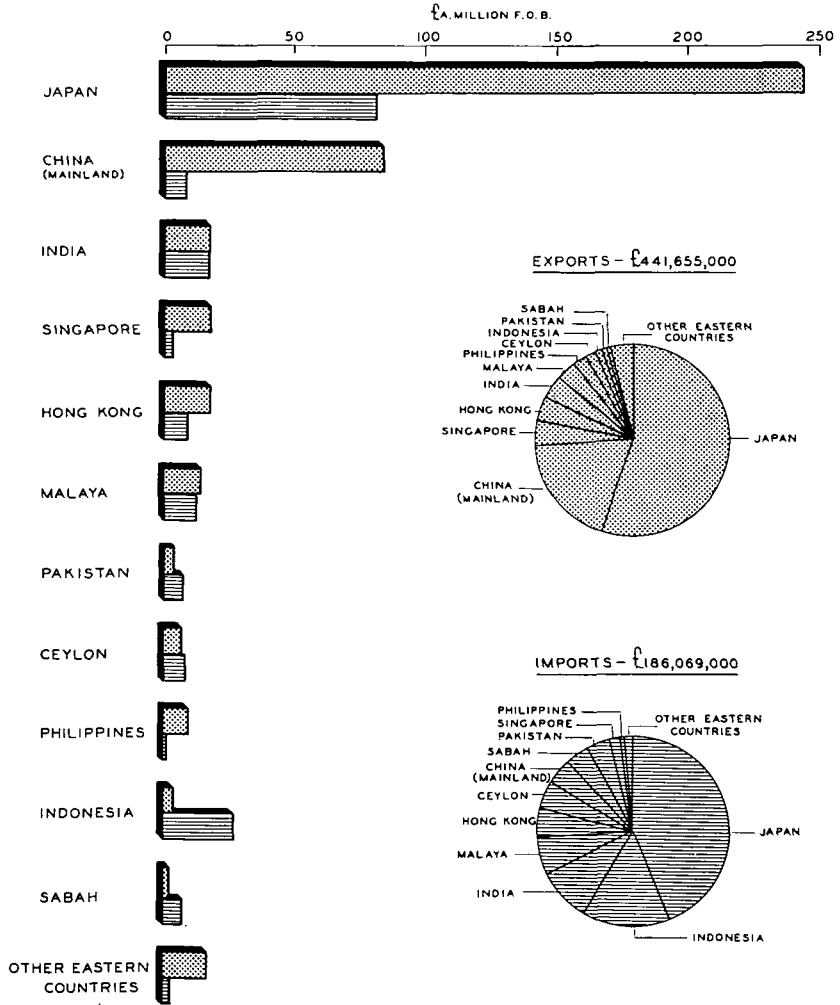 £A. MILLION F.O.B.
0 50 100 150 200 250
JAPAN
CHINA
(MAINLAND)
INDIA
SINGAPORE
HONG KONG
MALAYA
PAKISTAN
CEYLON
PHILIPPINES
INDONESIA
SABAH
OTHER EASTERN
COUNTRIES
EXPORTS - £441,655,000
SABAH
PAKISTAN
INDONESIA
CEYLON
PHILIPPINES
MALAYA
INDIA
HONG KONG
SINGAPORE
CHINA
(MAINLAND)
OTHER EASTERN
COUNTRIES
JAPAN
IMPORTS - £186,069,000
PHILIPPINES
SINGAPORE
PAKISTAN
SABAH
CHINA
(MAINLAND)
CEYLON
HONG KONG
MALAYA
INDIA
OTHER EASTERN
COUNTRIES
JAPAN
INDONESIA